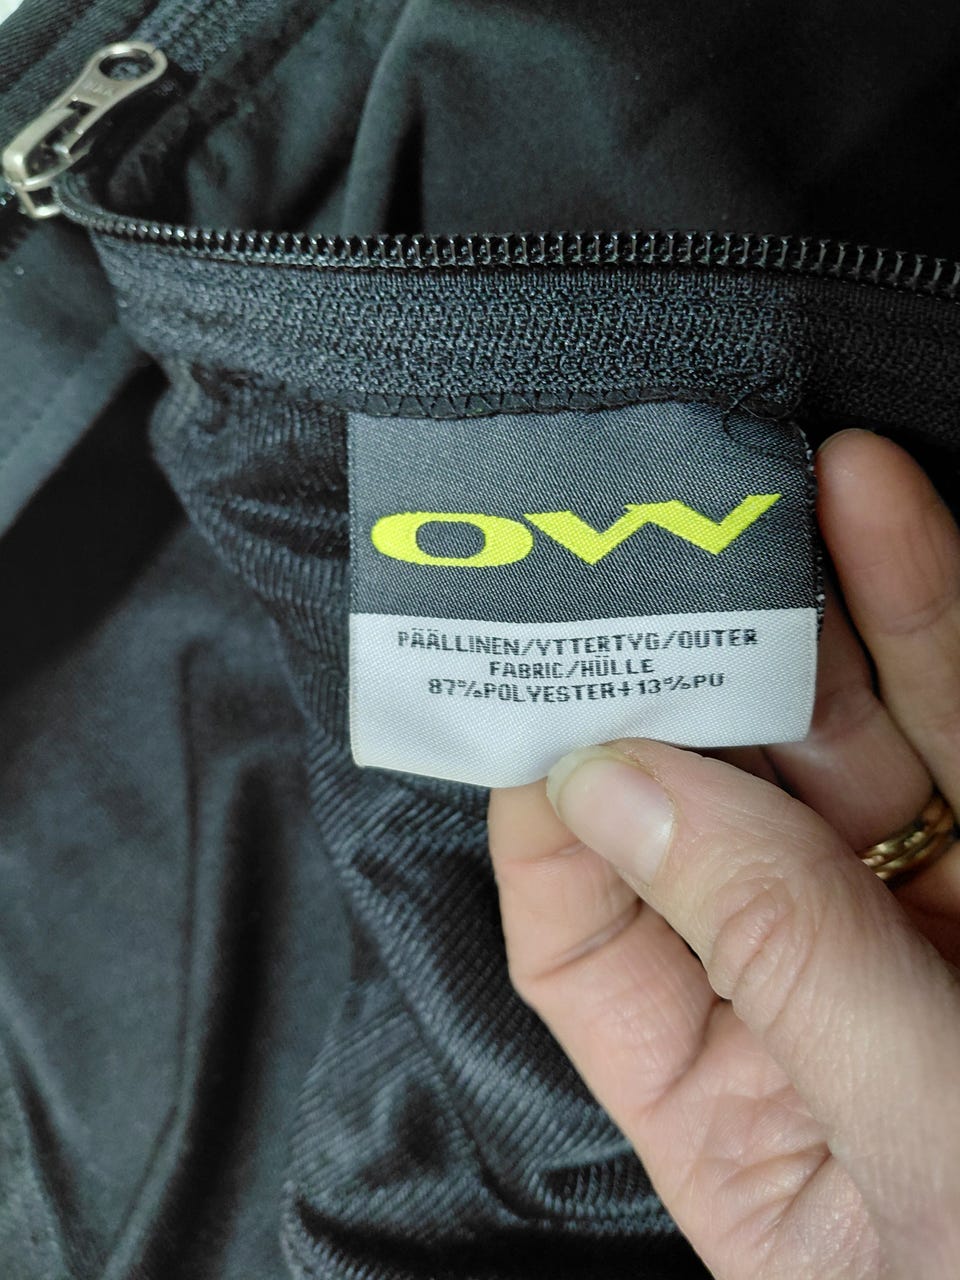 OW
PÄÄLLINEN/YTTERTYG/OUTER
FABRIC/HÜLLE
87%POLYESTER+13%PU